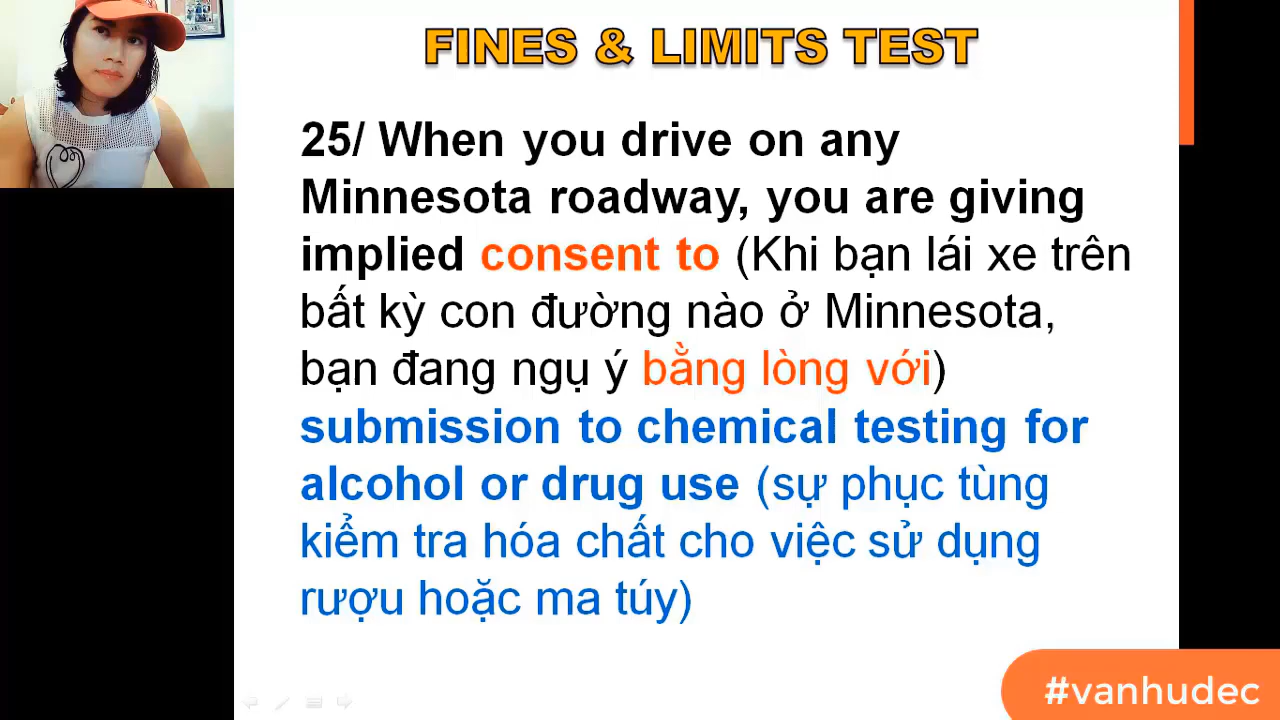 FINES & LIMITS TEST
25/ When you drive on any
Minnesota roadway, you are giving
implied consent to (Khi bạn lái xe trên
bất kỳ con đường nào ở Minnesota,
bạn đang ngụ ý bằng lòng với)
submission to chemical testing for
alcohol or drug use (sự phục tùng
kiểm tra hóa chất cho việc sử dụng
rượu hoặc ma túy)
#vanhudec